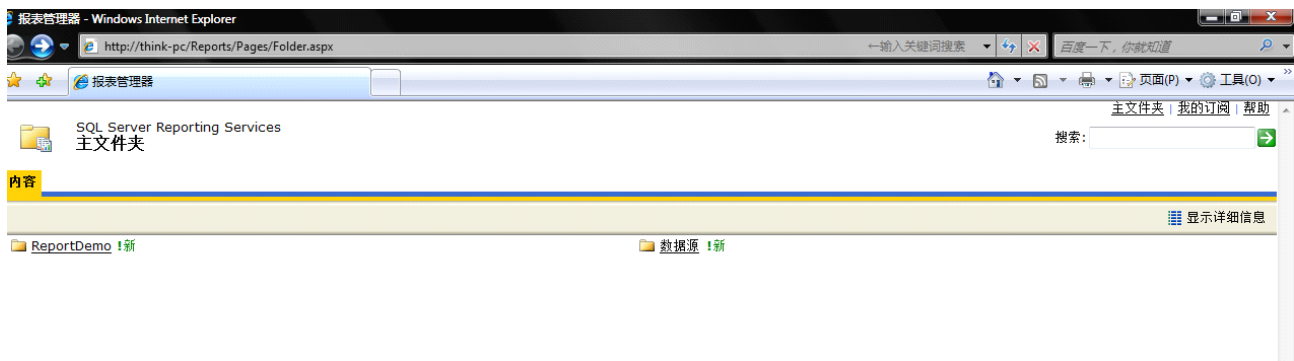 报表管理器 - Windows Internet Explorer
http://think-pc/Reports/Pages/Folder.aspx
←输入关键词搜索
百度一下，你就知道
报表管理器
页面(P)
工具(O)
主文件夹 | 我的订阅 | 帮助
SQL Server Reporting Services
主文件夹
搜索:
内容
显示详细信息
ReportDemo !新
数据源 !新